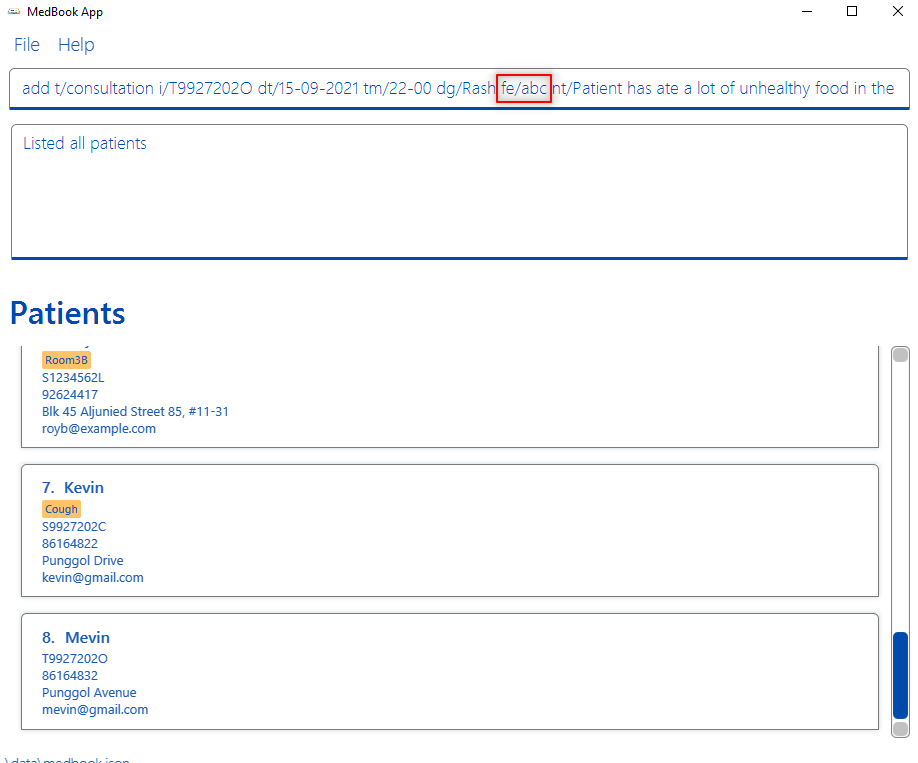 MedBook App
File Help
add t/consultation i/T9927202O dt/15-09-2021 tm/22-00 dg/Rash fe/abc nt/Patient has ate a lot of unhealthy food in the
Listed all patients
Patients
Room3B
S1234562L
92624417
Blk 45 Aljunied Street 85, #11-31
royb@example.com
7. Kevin
Cough
S9927202C
86164822
Punggol Drive
kevin@gmail.com
8. Mevin
T9927202O
86164832
Punggol Avenue
mevin@gmail.com
\data\medbook.json